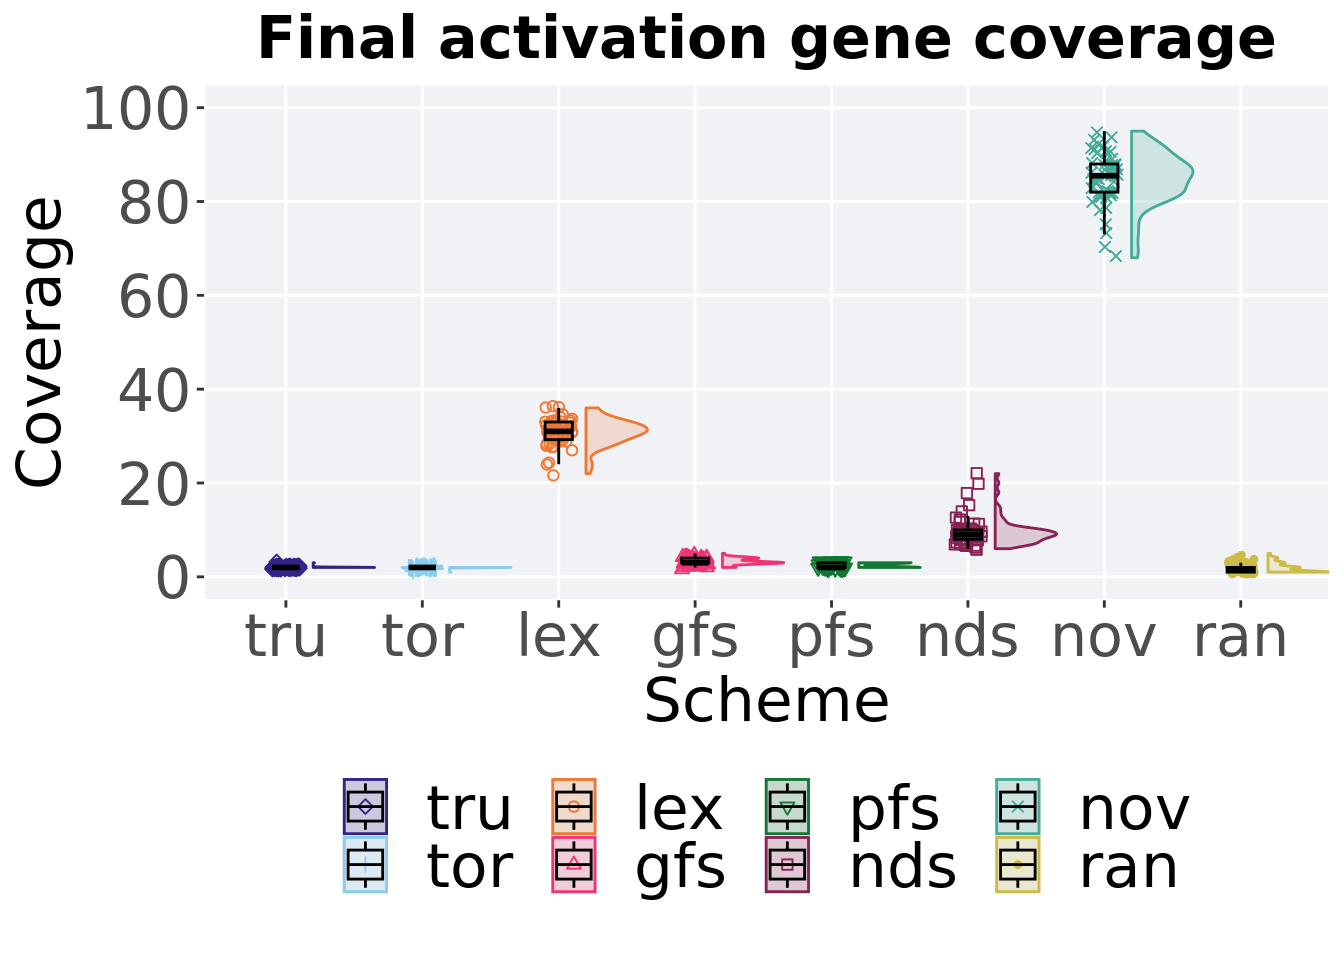 Final activation gene coverage
Coverage
100
80
60
40
20
0
tru tor lex gfs pfs nds nov ran
Scheme
tru lex pfs nov
tor gfs nds ran